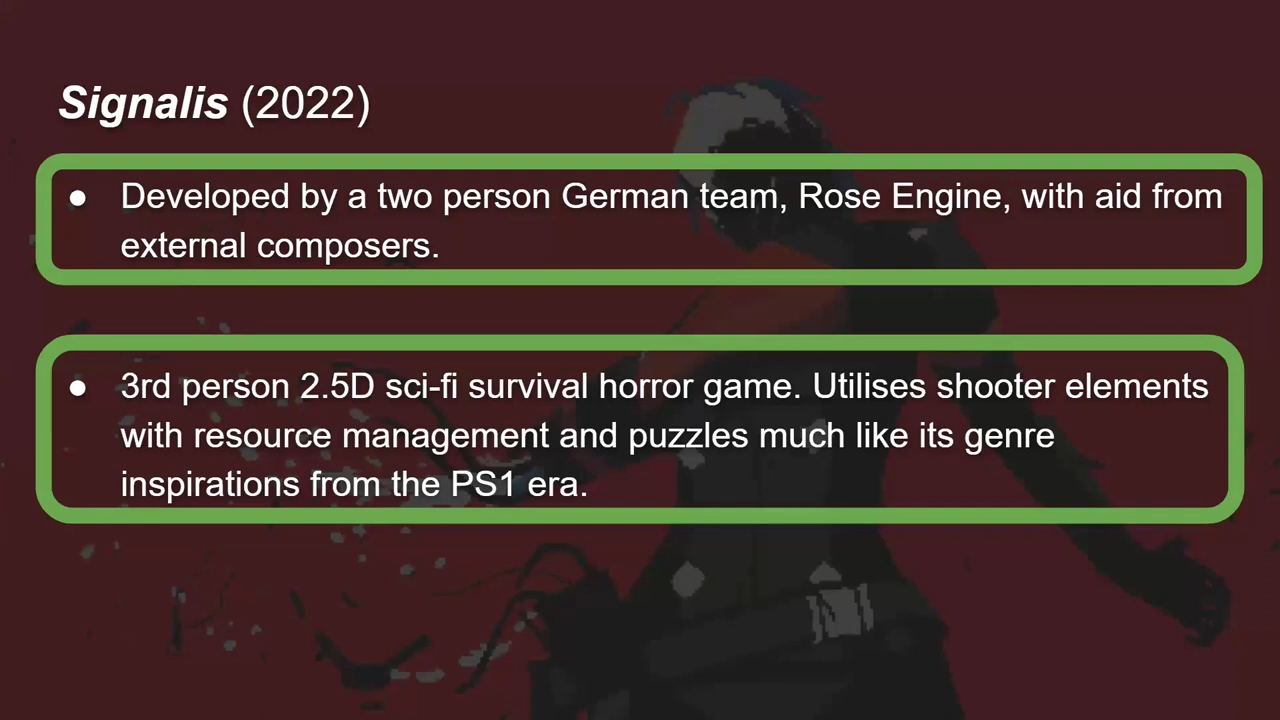 Signalis (2022)
● Developed by a two person German team, Rose Engine, with aid from
external composers.
● 3rd person 2.5D sci-fi survival horror game. Utilises shooter elements
with resource management and puzzles much like its genre
inspirations from the PS1 era.